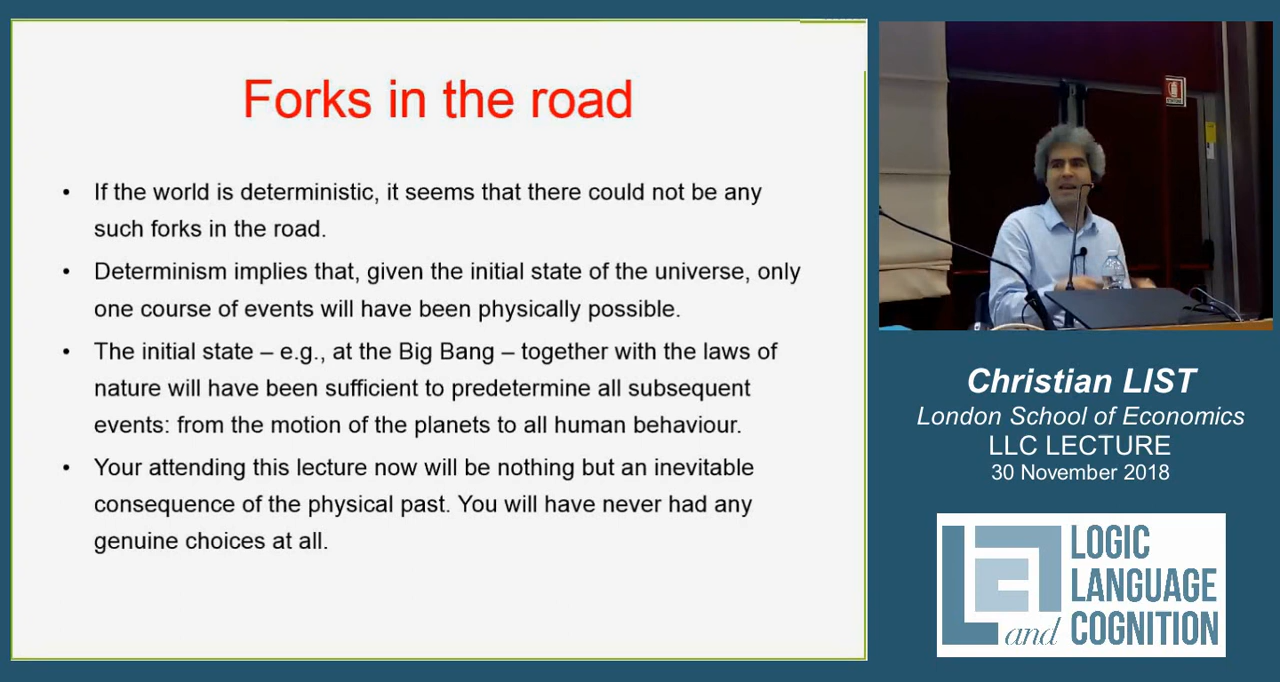 Forks in the road
• If the world is deterministic, it seems that there could not be any
such forks in the road.
• Determinism implies that, given the initial state of the universe, only
one course of events will have been physically possible.
• The initial state – e.g., at the Big Bang – together with the laws of
nature will have been sufficient to predetermine all subsequent
events: from the motion of the planets to all human behaviour.
• Your attending this lecture now will be nothing but an inevitable
consequence of the physical past. You will have never had any
genuine choices at all.
Christian LIST
London School of Economics
LLC LECTURE
30 November 2018
LOGIC
LANGUAGE
and COGNITION